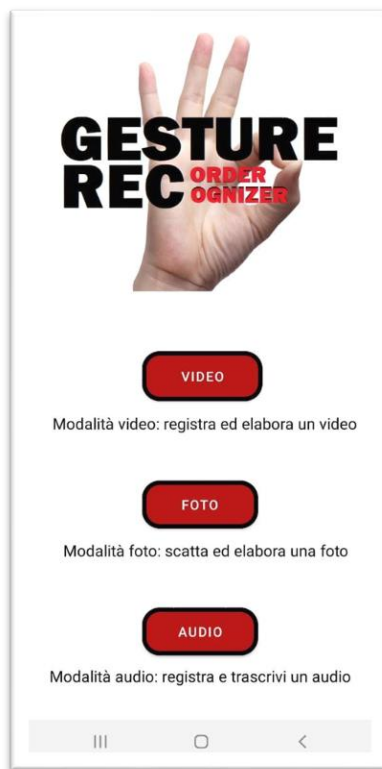 GESTURE
REC ORDER
OGNIZER
VIDEO
Modalità video: registra ed elabora un video
FOTO
Modalità foto: scatta ed elabora una foto
AUDIO
Modalità audio: registra e trascrivi un audio